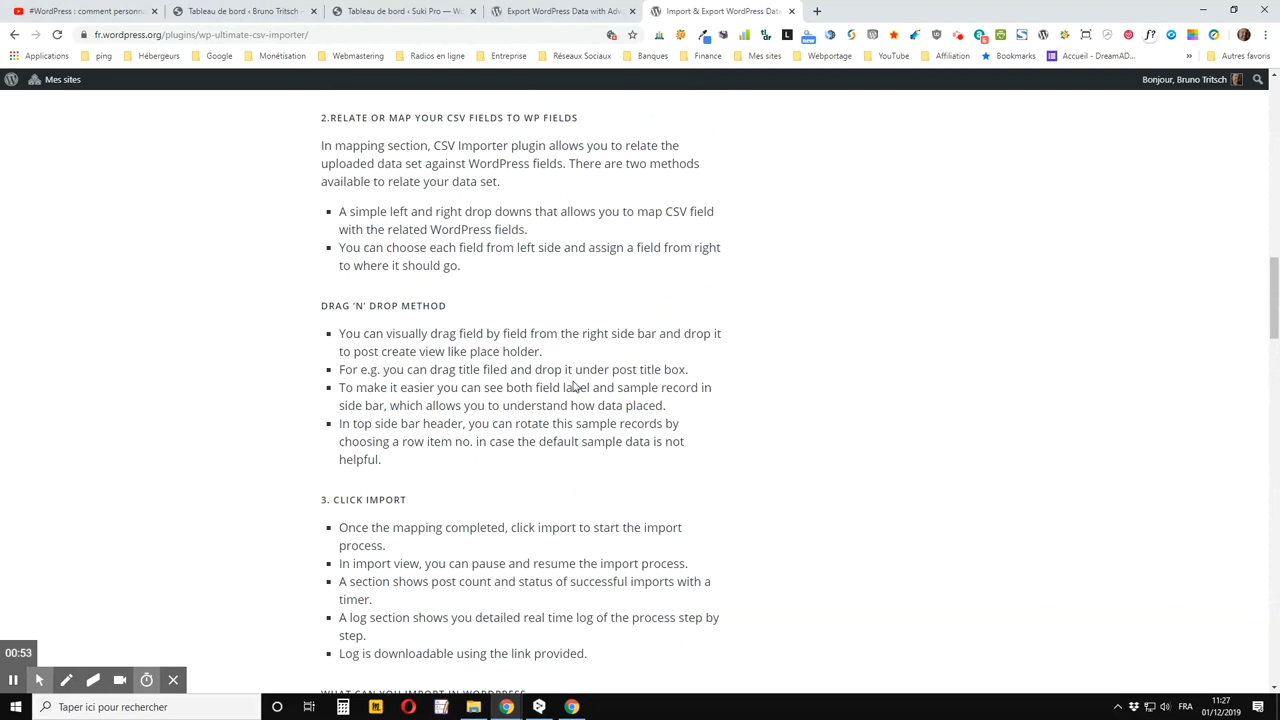 #WordPress : comment personn
Tableau de bord ‹ Bruno Tritsch —
Tableau de bord ‹ Suki Pro — Wo
Export WordPress Data with Adv
Import & Export WordPress Dat
fr.wordpress.org/plugins/wp-ultimate-csv-importer/
Applications
ping
Hébergeurs
Google
Monétisation
Webmastering
Radios en ligne
Entreprise
Réseaux Sociaux
Banques
Finance
Mes sites
Webportage
YouTube
Affiliation
Bookmarks
Accueil - DreamAD...
»
Autres favoris
Mes sites
Bonjour, Bruno Tritsch
2.RELATE OR MAP YOUR CSV FIELDS TO WP FIELDS
In mapping section, CSV Importer plugin allows you to relate the
uploaded data set against WordPress fields. There are two methods
available to relate your data set.
A simple left and right drop downs that allows you to map CSV field
with the related WordPress fields.
You can choose each field from left side and assign a field from right
to where it should go.
DRAG ‘N’ DROP METHOD
You can visually drag field by field from the right side bar and drop it
to post create view like place holder.
For e.g. you can drag title filed and drop it under post title box.
To make it easier you can see both field label and sample record in
side bar, which allows you to understand how data placed.
In top side bar header, you can rotate this sample records by
choosing a row item no. in case the default sample data is not
helpful.
3. CLICK IMPORT
Once the mapping completed, click import to start the import
process.
In import view, you can pause and resume the import process.
A section shows post count and status of successful imports with a
timer.
A log section shows you detailed real time log of the process step by
step.
Log is downloadable using the link provided.
WHAT CAN YOU IMPORT IN WORDPRESS
00:53
Taper ici pour rechercher
FRA
11:27
01/12/2019